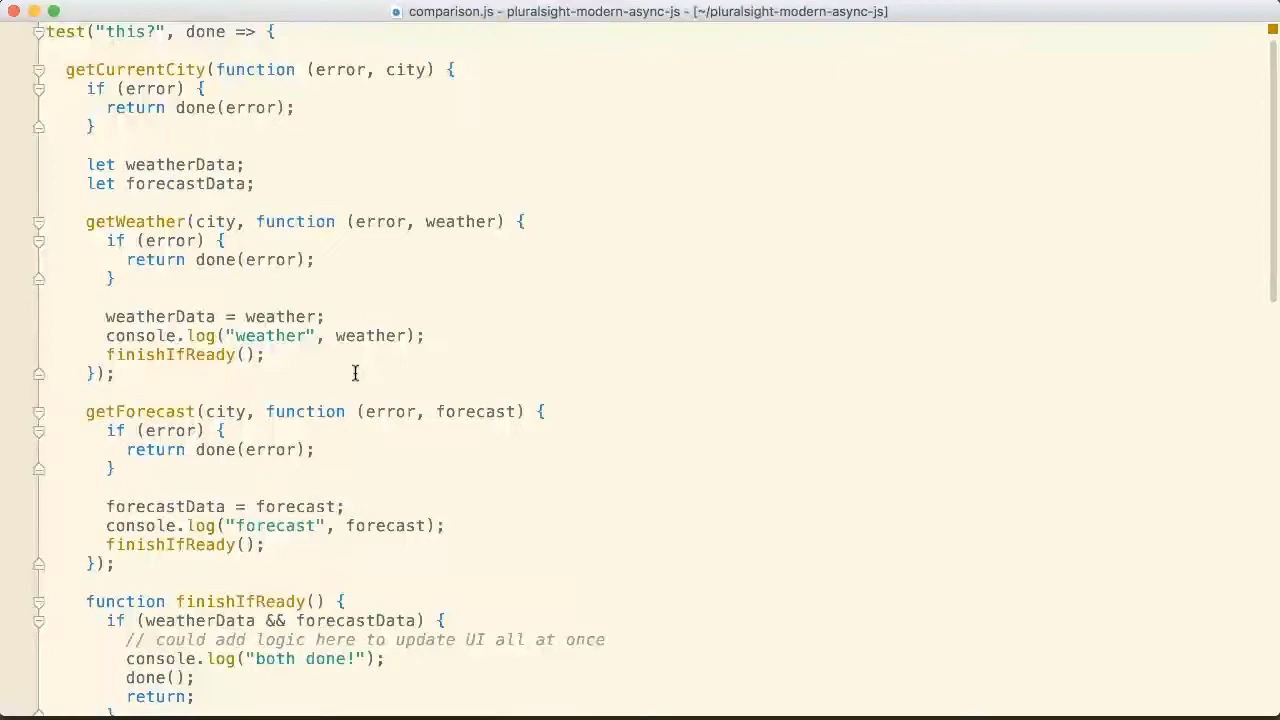 comparison.js - pluralsight-modern-async-js - [~/pluralsight-modern-async-js]
test("this?", done => {
getCurrentCity(function (error, city) {
if (error) {
return done(error);
}
let weatherData;
let forecastData;
getWeather(city, function (error, weather) {
if (error) {
return done(error);
}
weatherData = weather;
console.log("weather", weather);
finishIfReady();
});
getForecast(city, function (error, forecast) {
if (error) {
return done(error);
}
forecastData = forecast;
console.log("forecast", forecast);
finishIfReady();
});
function finishIfReady() {
if (weatherData && forecastData) {
// could add logic here to update UI all at once
console.log("both done!");
done();
return;
}